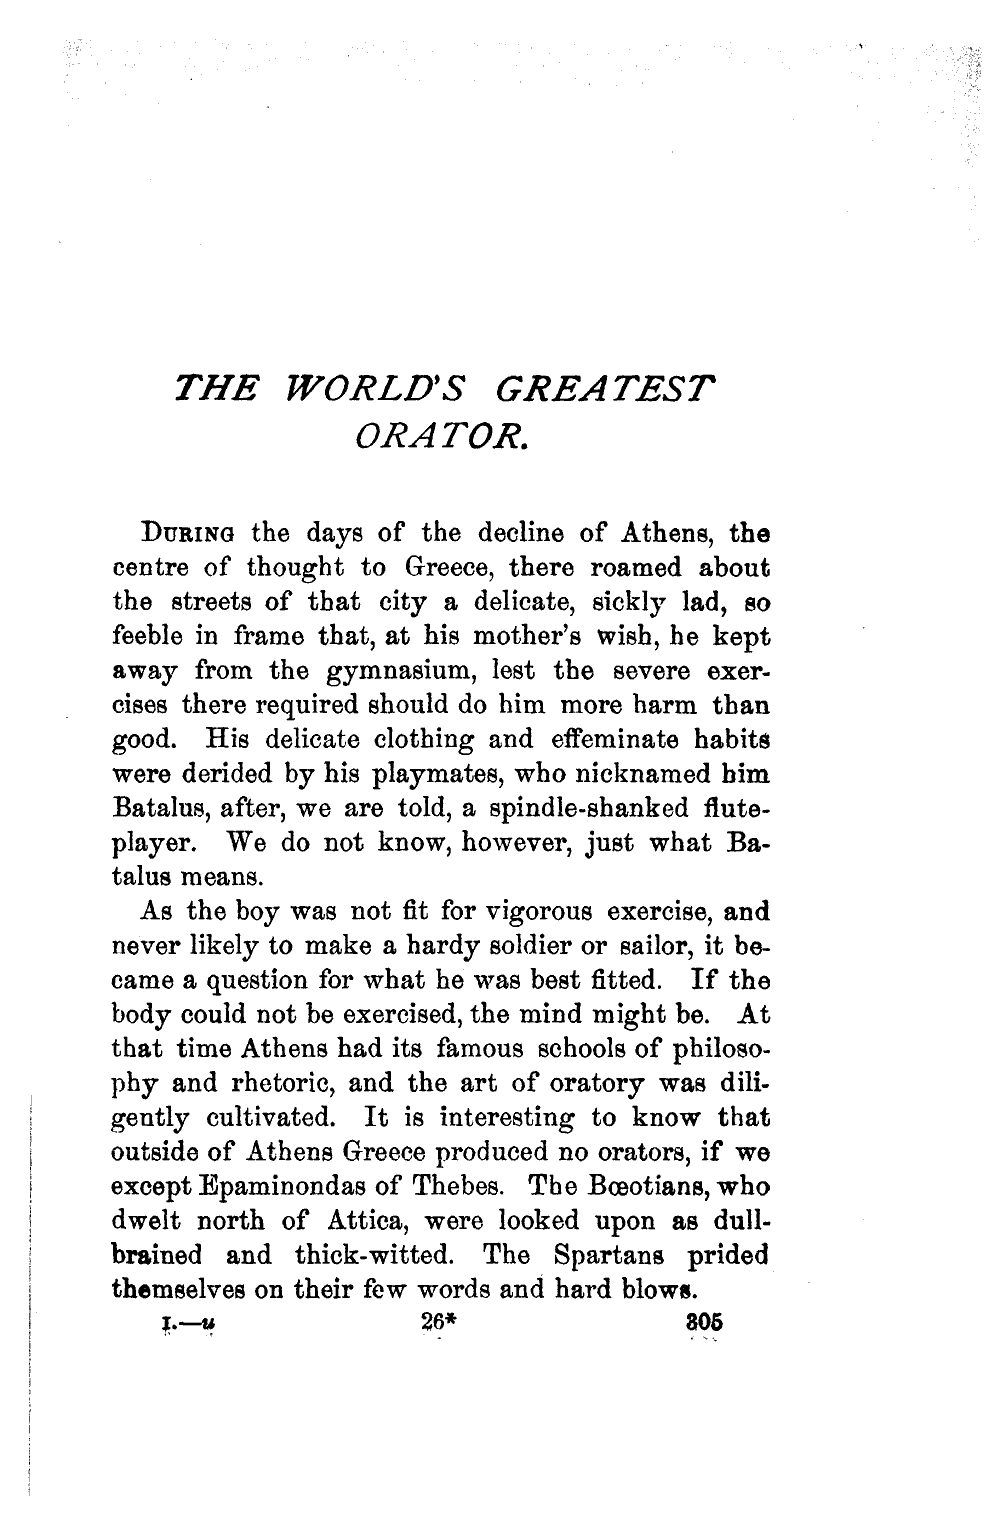 THE WORLD'S GREATEST
ORATOR.
DURING the days of the decline of Athens, the
centre of thought to Greece, there roamed about
the streets of that city a delicate, sickly lad, so
feeble in frame that, at his mother's wish, he kept
away from the gymnasium, lest the severe exer-
cises there required should do him more harm than
good. His delicate clothing and effeminate habits
were derided by his playmates, who nicknamed him
Batalus, after, we are told, a spindle-shanked flute-
player. We do not know, however, just what Ba-
talus means.
As the boy was not fit for vigorous exercise, and
never likely to make a hardy soldier or sailor, it be-
came a question for what he was best fitted. If the
body could not be exercised, the mind might be. At
that time Athens had its famous schools of philoso-
phy and rhetoric, and the art of oratory was dili-
gently cultivated. It is interesting to know that
outside of Athens Greece produced no orators, if we
except Epaminondas of Thebes. The Bœotians, who
dwelt north of Attica, were looked upon as dull-
brained and thick-witted. The Spartans prided
themselves on their few words and hard blows.
I.—u 26* 305